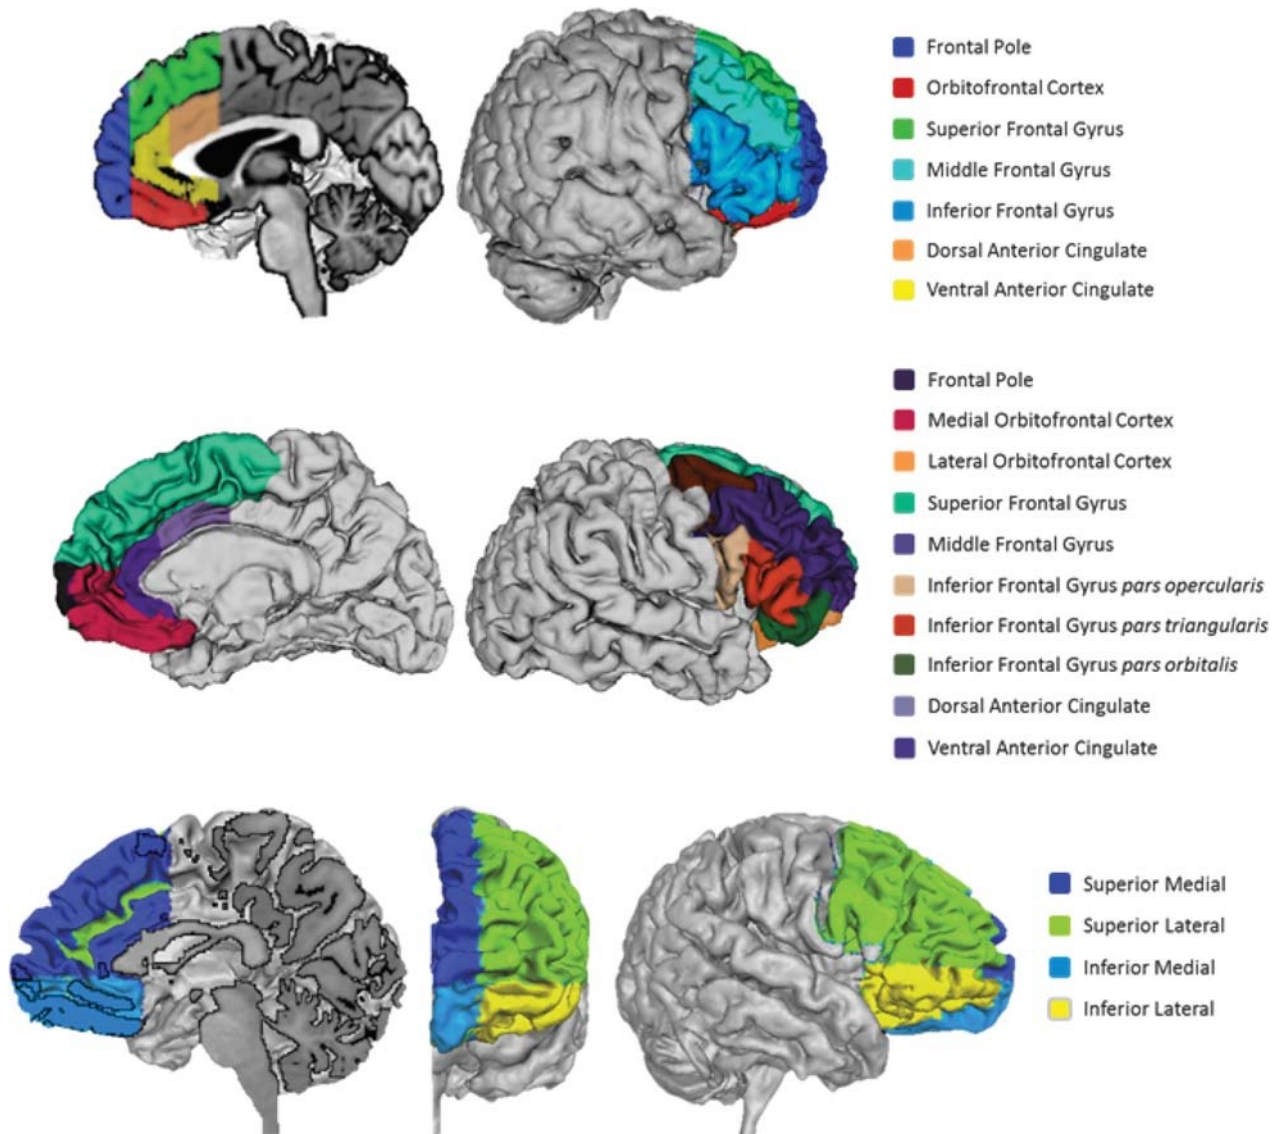 Frontal Pole
Orbitofrontal Cortex
Superior Frontal Gyrus
Middle Frontal Gyrus
Inferior Frontal Gyrus
Dorsal Anterior Cingulate
Ventral Anterior Cingulate
Frontal Pole
Medial Orbitofrontal Cortex
Lateral Orbitofrontal Cortex
Superior Frontal Gyrus
Middle Frontal Gyrus
Inferior Frontal Gyrus pars opercularis
Inferior Frontal Gyrus pars triangularis
Inferior Frontal Gyrus pars orbitalis
Dorsal Anterior Cingulate
Ventral Anterior Cingulate
Superior Medial
Superior Lateral
Inferior Medial
Inferior Lateral